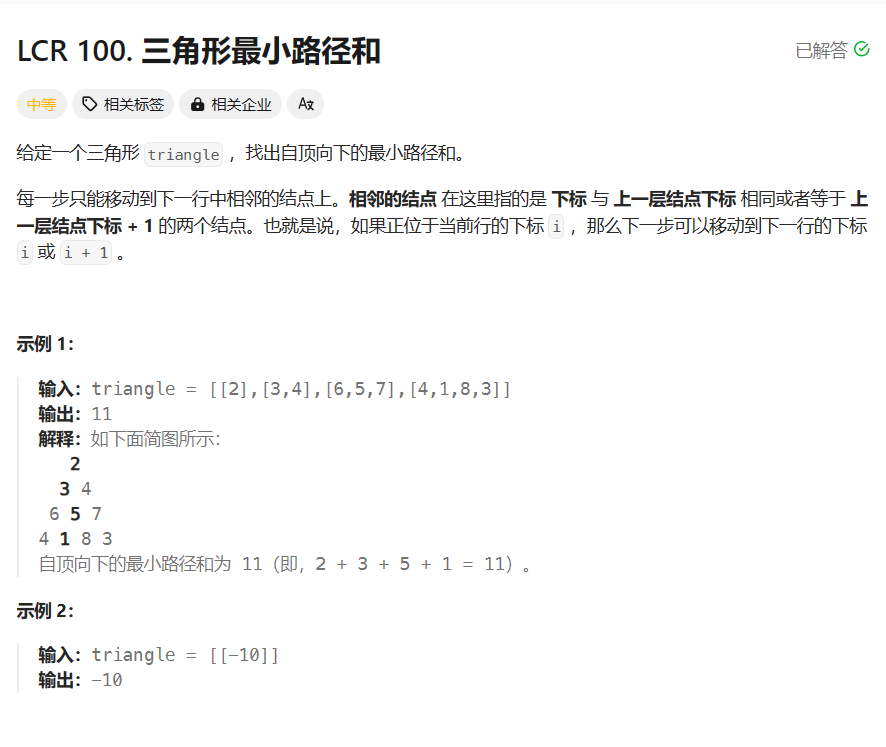 LCR 100. 三角形最小路径和
已解答
中等 相关标签 相关企业
给定一个三角形 triangle ，找出自顶向下的最小路径和。
每一步只能移动到下一行中相邻的结点上。相邻的结点 在这里指的是 下标 与 上一层结点下标 相同或者等于 上
一层结点下标 + 1 的两个结点。也就是说，如果正位于当前行的下标 i ，那么下一步可以移动到下一行的下标
i 或 i + 1 。
示例 1：
输入：triangle = [[2],[3,4],[6,5,7],[4,1,8,3]]
输出：11
解释：如下面简图所示：
2
3 4
6 5 7
4 1 8 3
自顶向下的最小路径和为 11（即，2 + 3 + 5 + 1 = 11）。
示例 2：
输入：triangle = [[-10]]
输出：-10